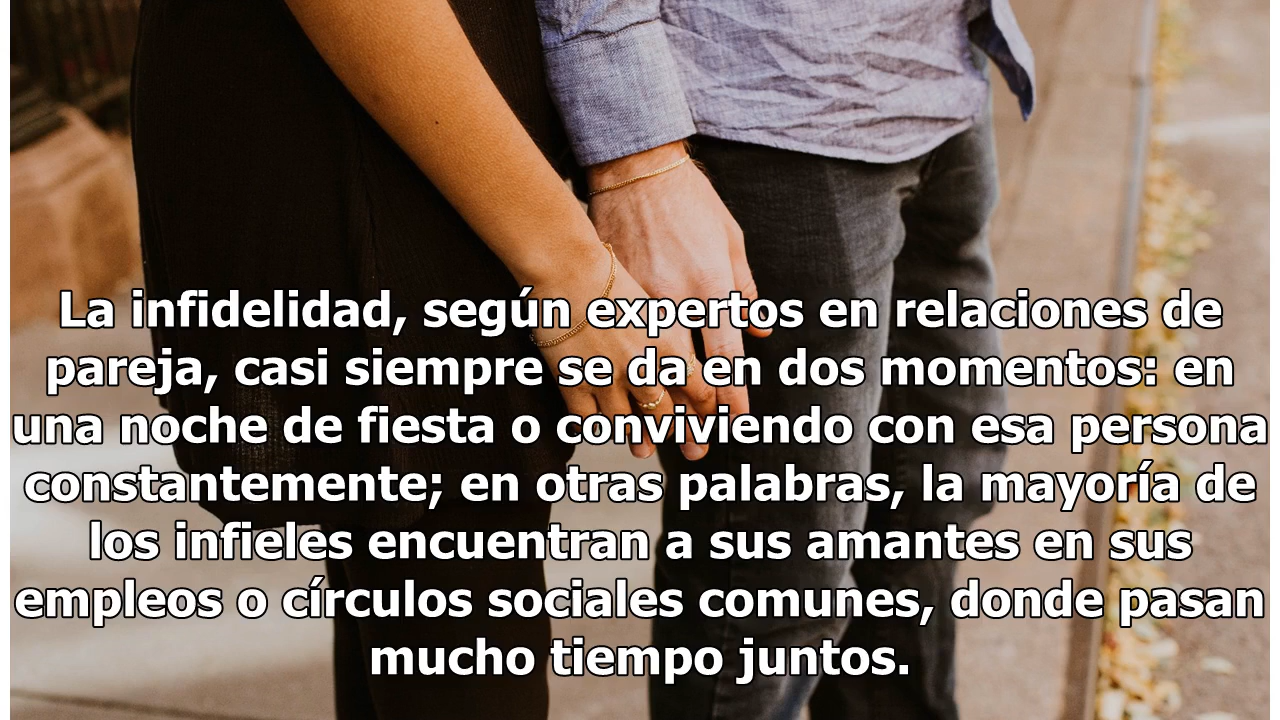 La infidelidad, según expertos en relaciones de
pareja, casi siempre se da en dos momentos: en
una noche de fiesta o conviviendo con esa persona
constantemente; en otras palabras, la mayoría de
los infieles encuentran a sus amantes en sus
empleos o círculos sociales comunes, donde pasan
mucho tiempo juntos.